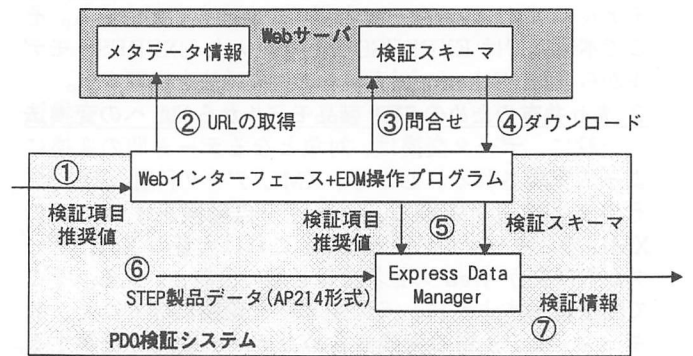 Webサーバ
メタデータ情報
検証スキーマ
② URLの取得
③問合せ
④ダウンロード
①
Webインターフェース+EDM操作プログラム
検証項目
推奨値
検証項目
推奨値
⑤
検証スキーマ
⑥
STEP製品データ(AP214形式)
Express Data
Manager
検証情報
⑦
PDQ検証システム